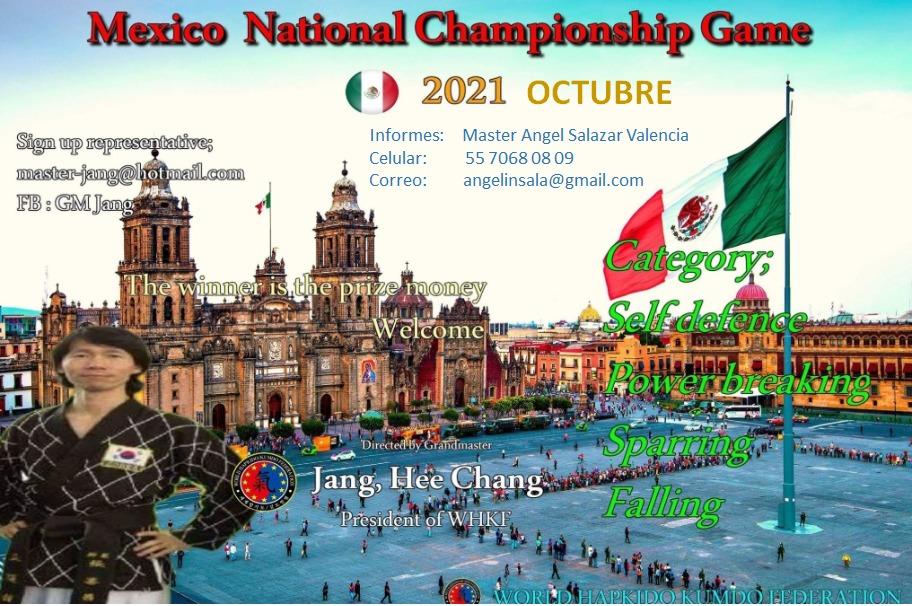 Mexico National Championship Game
2021 OCTUBRE
Informes: Master Angel Salazar Valencia
Celular: 55 7068 08 09
Correo: angelinsala@gmail.com
Sign up representative;
master-jang@hotmail.com
FB : GM Jang
The winner is the prize money
Welcome
Category;
Self defence
Power breaking
Sparring
Falling
Directed by Grandmaster
Jang, Hee Chang
President of WHKF
WORLD HAPKIDO KUMDO FEDERATION